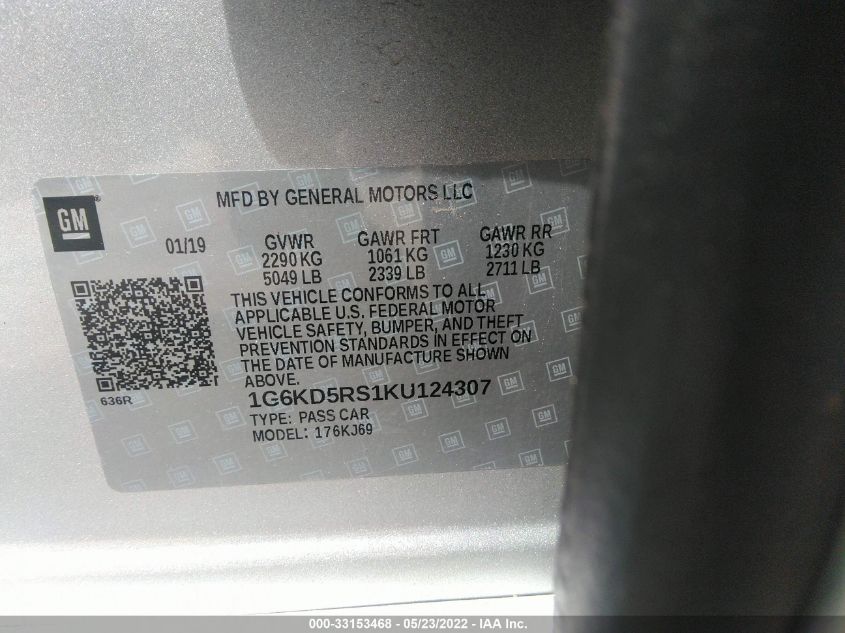 MFD BY GENERAL MOTORS LLC
GM
01/19 GVWR GAWR FRT GAWR RR
2290 KG 1061 KG 1230 KG
5049 LB 2339 LB 2711 LB
THIS VEHICLE CONFORMS TO ALL
APPLICABLE U.S. FEDERAL MOTOR
VEHICLE SAFETY, BUMPER, AND THEFT
PREVENTION STANDARDS IN EFFECT ON
THE DATE OF MANUFACTURE SHOWN
ABOVE.
636R
1G6KD5RS1KU124307
TYPE: PASS CAR
MODEL: 176KJ69
000-33153468 - 05/23/2022 - IAA Inc.